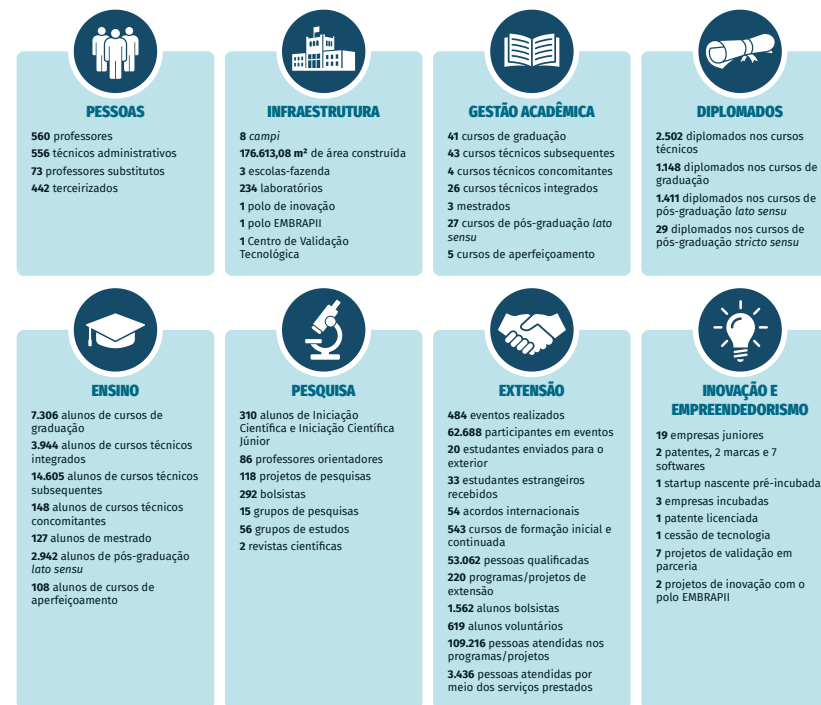 PESSOAS
560 professores
556 técnicos administrativos
73 professores substitutos
442 terceirizados
INFRAESTRUTURA
8 campi
176.613,08 m² de área construída
3 escolas-fazenda
234 laboratórios
1 polo de inovação
1 polo EMBRAPII
1 Centro de Validação
Tecnológica
GESTÃO ACADÊMICA
41 cursos de graduação
43 cursos técnicos subsequentes
4 cursos técnicos concomitantes
26 cursos técnicos integrados
3 mestrados
27 cursos de pós-graduação lato
sensu
5 cursos de aperfeiçoamento
DIPLOMADOS
2.502 diplomados nos cursos
técnicos
1.148 diplomados nos cursos de
graduação
1.411 diplomados nos cursos de
pós-graduação lato sensu
29 diplomados nos cursos de
pós-graduação stricto sensu
ENSINO
7.306 alunos de cursos de
graduação
3.944 alunos de cursos técnicos
integrados
14.605 alunos de cursos técnicos
subsequentes
148 alunos de cursos técnicos
concomitantes
127 alunos de mestrado
2.942 alunos de pós-graduação
lato sensu
108 alunos de cursos de
aperfeiçoamento
PESQUISA
310 alunos de Iniciação
Científica e Iniciação Científica
Júnior
86 professores orientadores
118 projetos de pesquisas
292 bolsistas
15 grupos de pesquisas
56 grupos de estudos
2 revistas científicas
EXTENSÃO
484 eventos realizados
62.688 participantes em eventos
20 estudantes enviados para o
exterior
33 estudantes estrangeiros
recebidos
54 acordos internacionais
543 cursos de formação inicial e
continuada
53.062 pessoas qualificadas
220 programas/projetos de
extensão
1.562 alunos bolsistas
619 alunos voluntários
109.216 pessoas atendidas nos
programas/projetos
3.436 pessoas atendidas por
meio dos serviços prestados
INOVAÇÃO E
EMPREENDEDORISMO
19 empresas juniores
2 patentes, 2 marcas e 7
softwares
1 startup nascente pré-incubada
3 empresas incubadas
1 patente licenciada
1 cessão de tecnologia
7 projetos de validação em
parceria
2 projetos de inovação com o
polo EMBRAPII